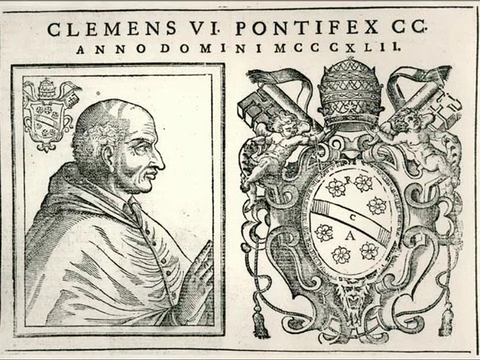 CLEMENS VI. PONTIFEX CC.
ANNO DOMINI MCCCXLII.
R
C
A